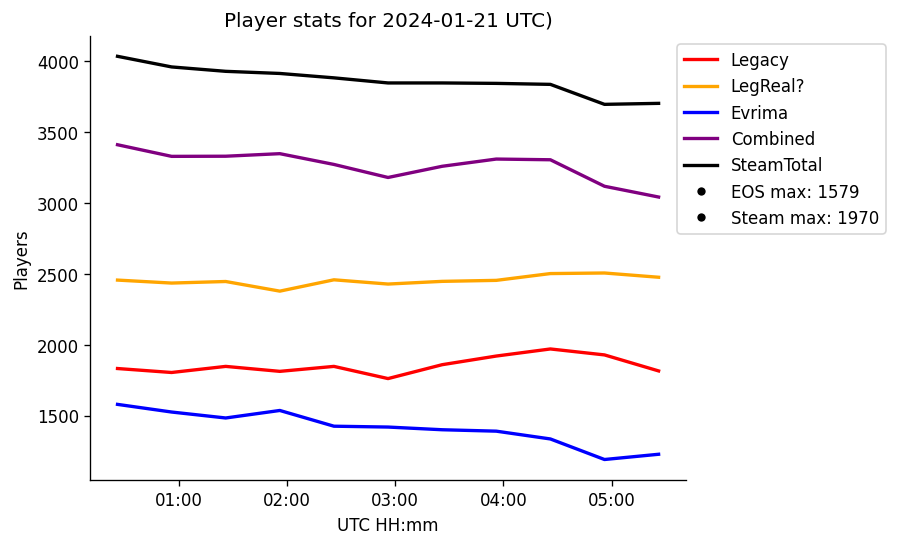 Player stats for 2024-01-21 UTC)
4000
3500
3000
2500
2000
1500
Players
01:00 02:00 03:00 04:00 05:00
UTC HH:mm
Legacy
LegReal?
Evrima
Combined
SteamTotal
EOS max: 1579
Steam max: 1970